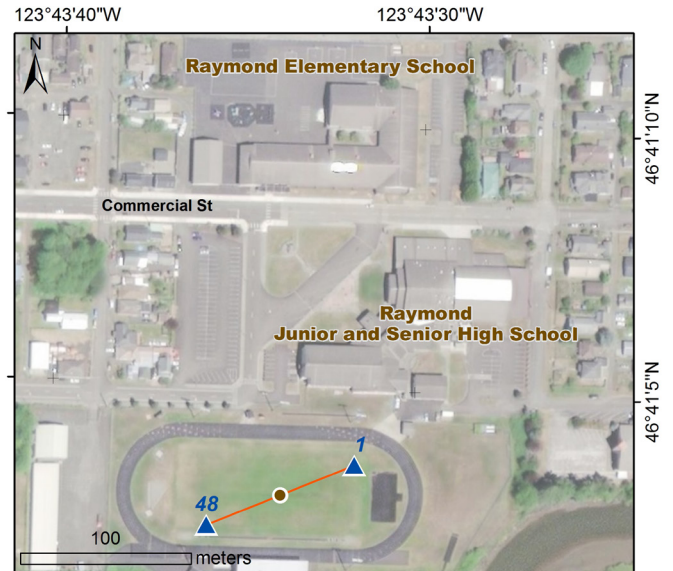 123°43'40"W
123°43'30"W
N
Raymond Elementary School
46°41'10"N
Commercial St
Raymond
Junior and Senior High School
46°41'5"N
1
48
100
meters